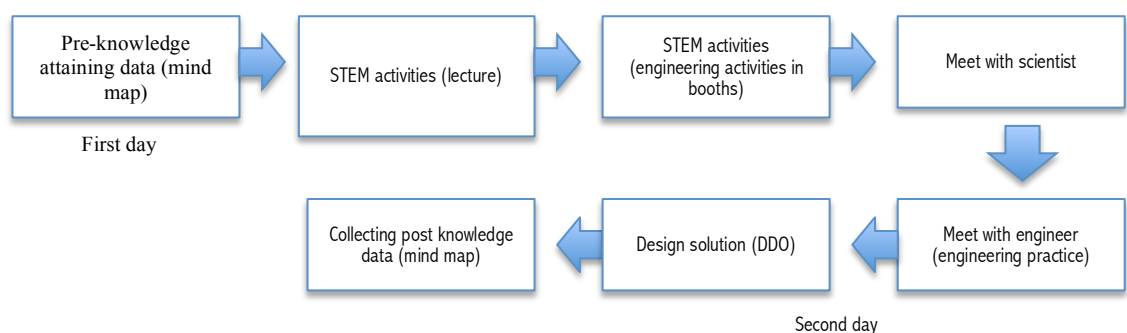 Pre-knowledge
attaining data (mind
map)
First day
STEM activities (lecture)
STEM activities
(engineering activities in
booths)
Meet with scientist
Meet with engineer
(engineering practice)
Design solution (DDO)
Collecting post knowledge
data (mind map)
Second day